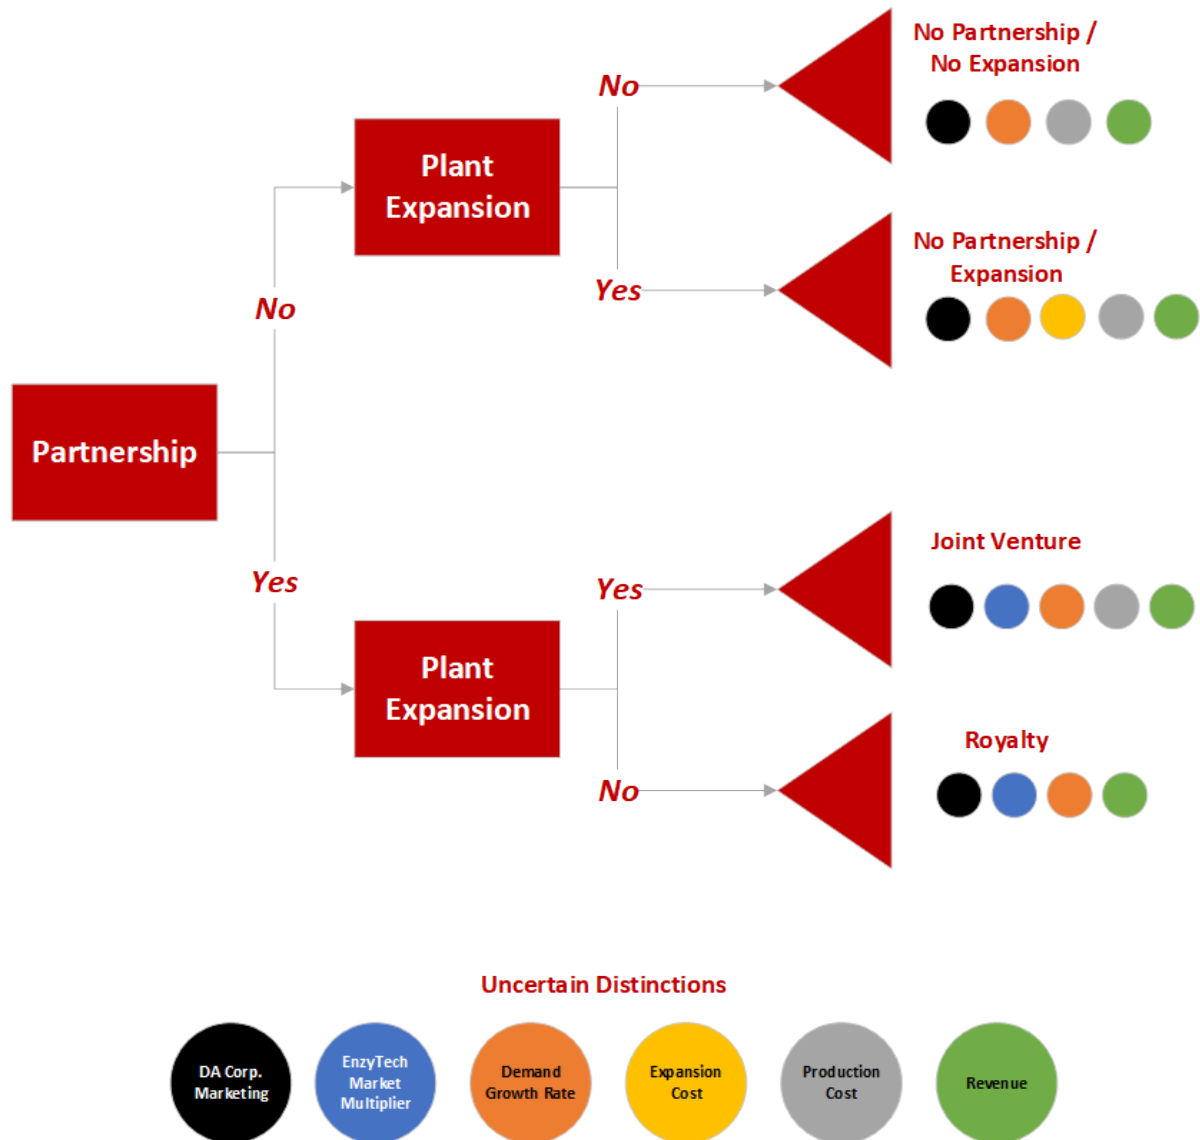 No Partnership /
No Expansion
No
Plant
Expansion
No Partnership /
Expansion
Yes
No
Partnership
Joint Venture
Yes
Yes
Plant
Expansion
Royalty
No
Uncertain Distinctions
DA Corp.
Marketing
EnzyTech
Market
Multiplier
Demand
Growth Rate
Expansion
Cost
Production
Cost
Revenue